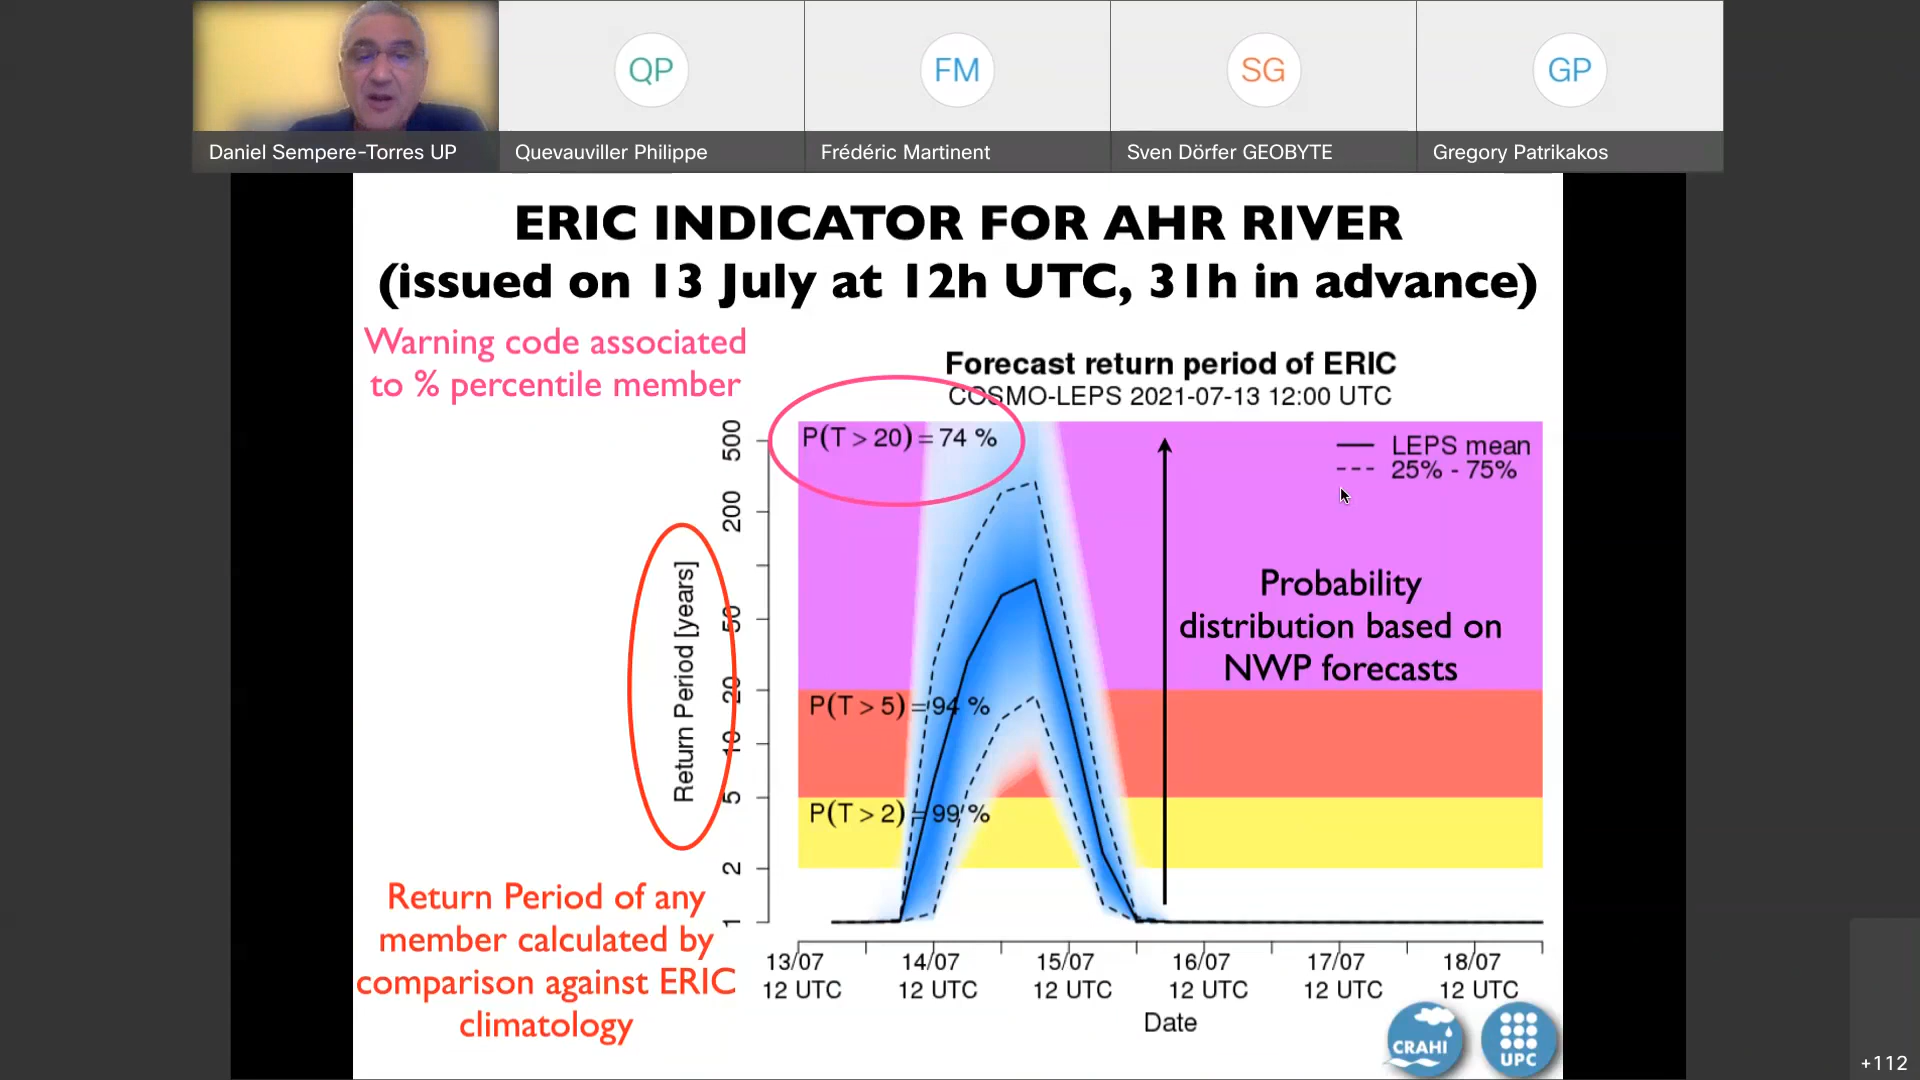 QP
FM
SG
GP
Daniel Sempere-Torres UP
Quevauviller Philippe
Frédéric Martinent
Sven Dörfer GEOBYTE
Gregory Patrikakos
ERIC INDICATOR FOR AHR RIVER
(issued on 13 July at 12h UTC, 31h in advance)
Warning code associated
to % percentile member
Forecast return period of ERIC
COSMO-LEPS 2021-07-13 12:00 UTC
P(T > 20) = 74 %
LEPS mean
25% - 75%
Probability
distribution based on
NWP forecasts
P(T > 5) = 94 %
P(T > 2) = 99 %
Return Period [years]
500
200
50
20
10
5
2
1
Return Period of any
member calculated by
comparison against ERIC
climatology
13/07
12 UTC
14/07
12 UTC
15/07
12 UTC
16/07
12 UTC
17/07
12 UTC
18/07
12 UTC
Date
CRAHI
UPC
+112